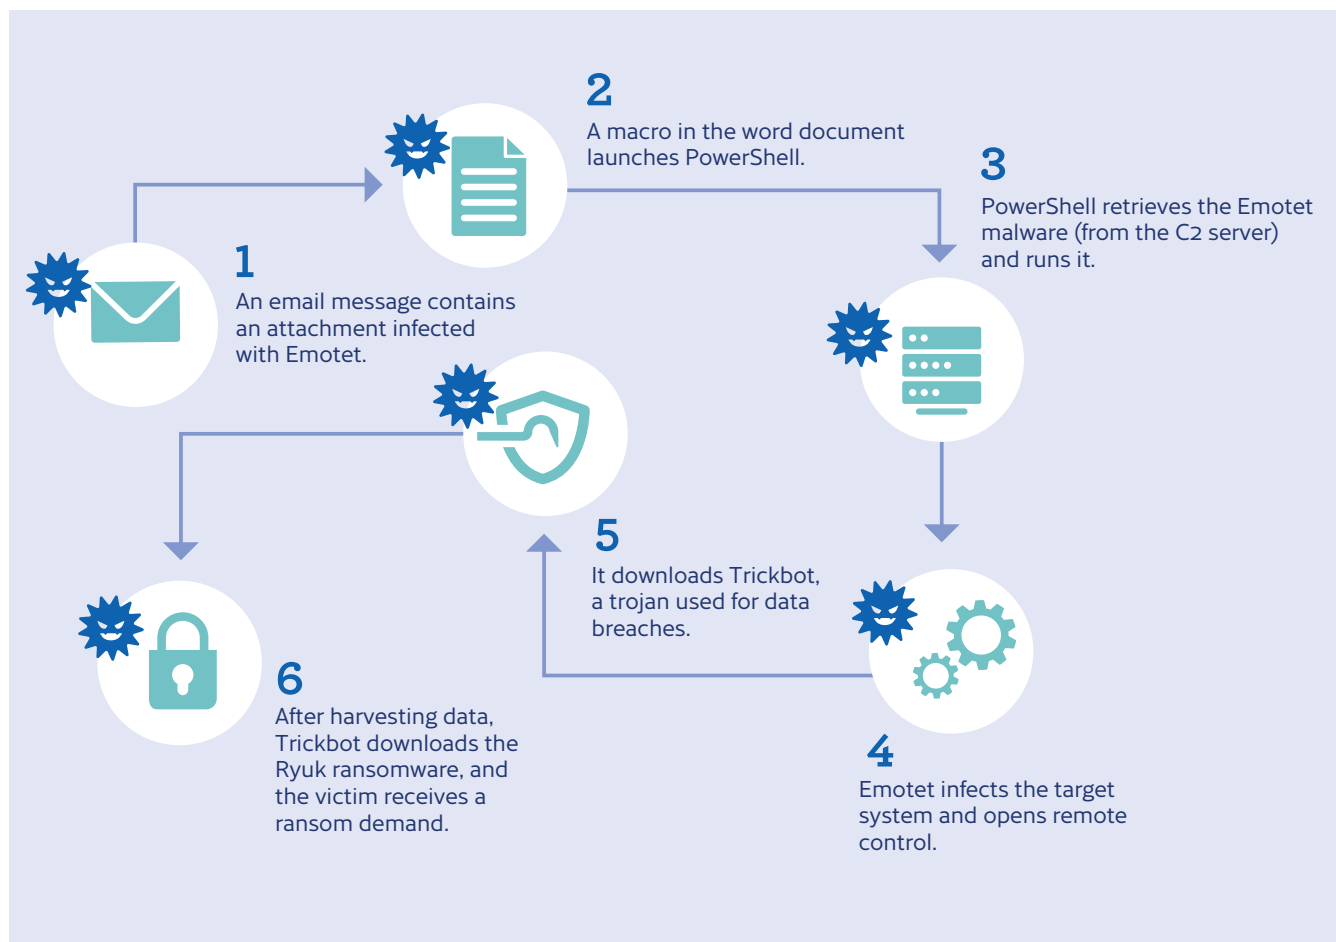 1
An email message contains
an attachment infected
with Emotet.
2
A macro in the word document
launches PowerShell.
3
PowerShell retrieves the Emotet
malware (from the C2 server)
and runs it.
4
Emotet infects the target
system and opens remote
control.
5
It downloads Trickbot,
a trojan used for data
breaches.
6
After harvesting data,
Trickbot downloads the
Ryuk ransomware, and
the victim receives a
ransom demand.